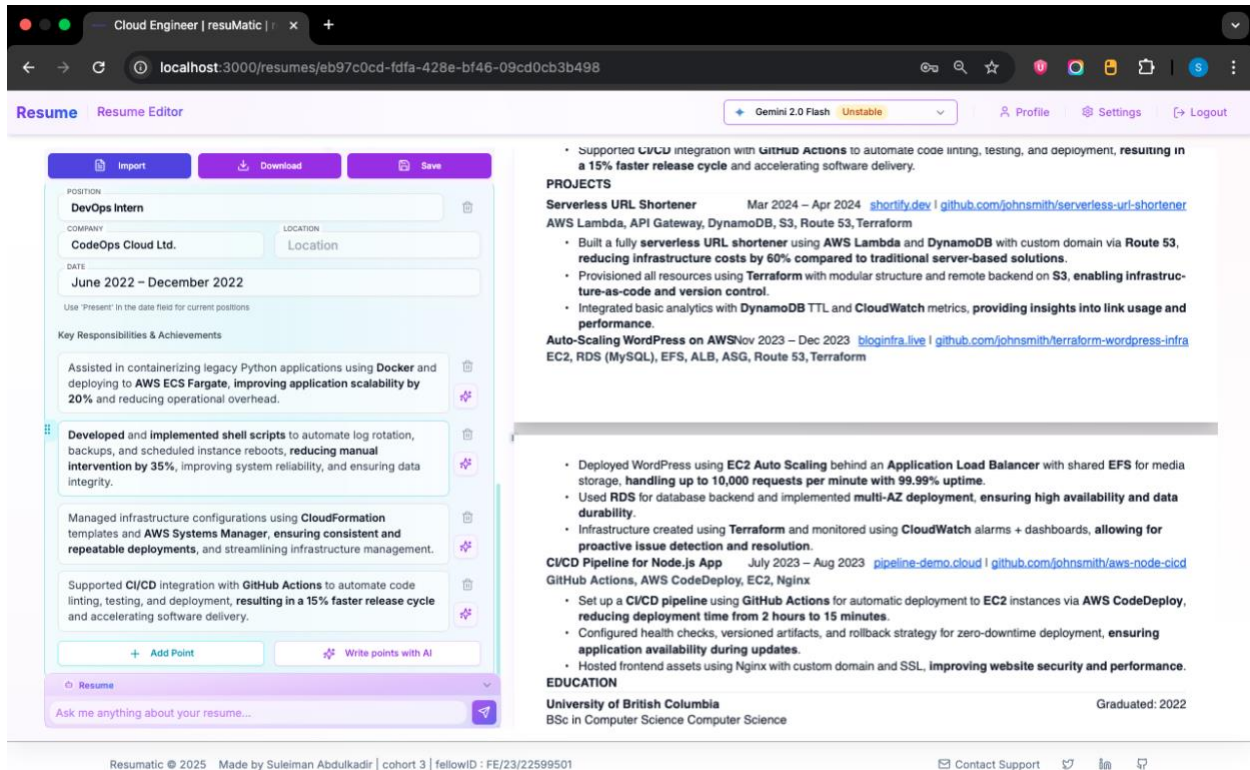 Cloud Engineer | resuMatic |
localhost:3000/resumes/eb97c0cd-fdfa-428e-bf46-09cd0cb3b498
S
Resume Resume Editor
Gemini 2.0 Flash Unstable
Profile Settings Logout
Import Download Save
POSITION
DevOps Intern
COMPANY
CodeOps Cloud Ltd.
LOCATION
Location
DATE
June 2022 – December 2022
Use 'Present' in the date field for current positions
Key Responsibilities & Achievements
Assisted in containerizing legacy Python applications using Docker and
deploying to AWS ECS Fargate, improving application scalability by
20% and reducing operational overhead.
Developed and implemented shell scripts to automate log rotation,
backups, and scheduled instance reboots, reducing manual
intervention by 35%, improving system reliability, and ensuring data
integrity.
Managed infrastructure configurations using CloudFormation
templates and AWS Systems Manager, ensuring consistent and
repeatable deployments, and streamlining infrastructure management.
Supported CI/CD integration with GitHub Actions to automate code
linting, testing, and deployment, resulting in a 15% faster release cycle
and accelerating software delivery.
+ Add Point
Write points with AI
Resume
Ask me anything about your resume...
• Supported CI/CD integration with GitHub Actions to automate code linting, testing, and deployment, resulting in
a 15% faster release cycle and accelerating software delivery.
PROJECTS
Serverless URL Shortener Mar 2024 – Apr 2024 shortify.dev | github.com/johnsmith/serverless-url-shortener
AWS Lambda, API Gateway, DynamoDB, S3, Route 53, Terraform
• Built a fully serverless URL shortener using AWS Lambda and DynamoDB with custom domain via Route 53,
reducing infrastructure costs by 60% compared to traditional server-based solutions.
• Provisioned all resources using Terraform with modular structure and remote backend on S3, enabling infrastruc-
ture-as-code and version control.
• Integrated basic analytics with DynamoDB TTL and CloudWatch metrics, providing insights into link usage and
performance.
Auto-Scaling WordPress on AWS Nov 2023 – Dec 2023 bloginfra.live | github.com/johnsmith/terraform-wordpress-infra
EC2, RDS (MySQL), EFS, ALB, ASG, Route 53, Terraform
• Deployed WordPress using EC2 Auto Scaling behind an Application Load Balancer with shared EFS for media
storage, handling up to 10,000 requests per minute with 99.99% uptime.
• Used RDS for database backend and implemented multi-AZ deployment, ensuring high availability and data
durability.
• Infrastructure created using Terraform and monitored using CloudWatch alarms + dashboards, allowing for
proactive issue detection and resolution.
CI/CD Pipeline for Node.js App July 2023 – Aug 2023 pipeline-demo.cloud | github.com/johnsmith/aws-node-cicd
GitHub Actions, AWS CodeDeploy, EC2, Nginx
• Set up a CI/CD pipeline using GitHub Actions for automatic deployment to EC2 instances via AWS CodeDeploy,
reducing deployment time from 2 hours to 15 minutes.
• Configured health checks, versioned artifacts, and rollback strategy for zero-downtime deployment, ensuring
application availability during updates.
• Hosted frontend assets using Nginx with custom domain and SSL, improving website security and performance.
EDUCATION
University of British Columbia Graduated: 2022
BSc in Computer Science Computer Science
Resumatic © 2025 Made by Suleiman Abdulkadir | cohort 3 | fellowID : FE/23/22599501
Contact Support